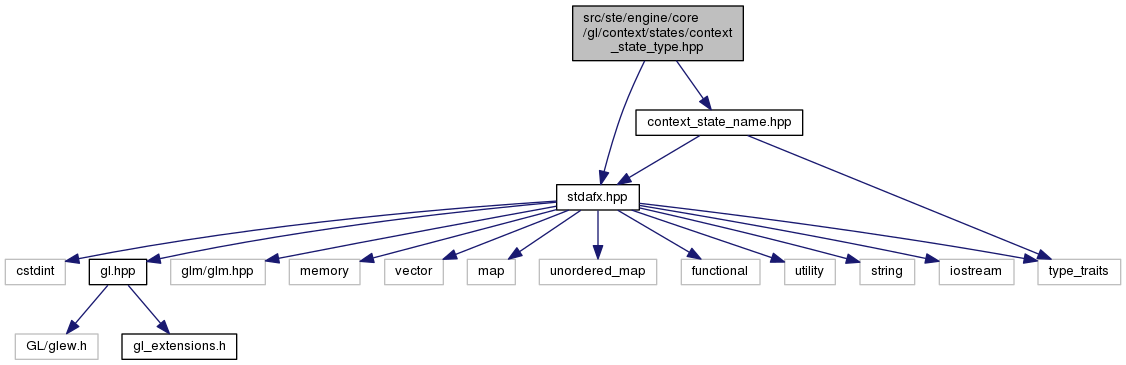 src/ste/engine/core
/gl/context/states/context
_state_type.hpp
context_state_name.hpp
stdafx.hpp
cstdint
gl.hpp
glm/glm.hpp
memory
vector
map
unordered_map
functional
utility
string
iostream
type_traits
GL/glew.h
gl_extensions.h